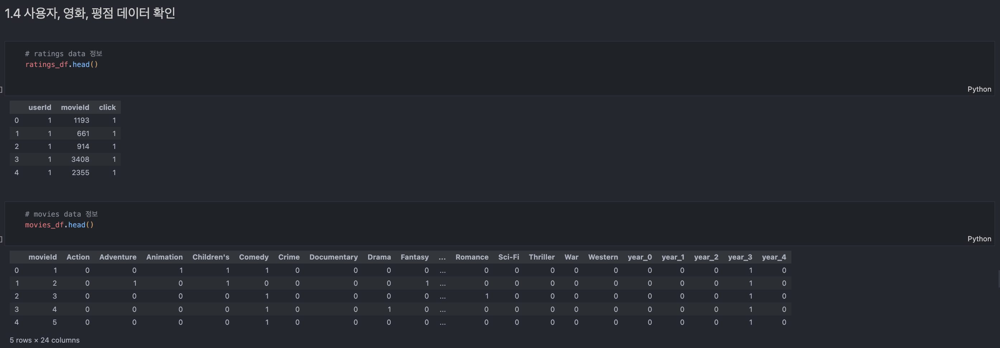 1.4 사용자, 영화, 평점 데이터 확인
# ratings data 정보
ratings_df.head()
]
Python
userId movieId click
0 1 1193 1
1 1 661 1
2 1 914 1
3 1 3408 1
4 1 2355 1
# movies data 정보
movies_df.head()
]
Python
movieId Action Adventure Animation Children's Comedy Crime Documentary Drama Fantasy ... Romance Sci-Fi Thriller War Western year_0 year_1 year_2 year_3 year_4
0 1 0 0 1 1 1 0 0 0 0 ... 0 0 0 0 0 0 0 0 1 0
1 2 0 1 0 1 0 0 0 0 1 ... 0 0 0 0 0 0 0 0 1 0
2 3 0 0 0 0 1 0 0 0 0 ... 1 0 0 0 0 0 0 0 1 0
3 4 0 0 0 0 1 0 0 1 0 ... 0 0 0 0 0 0 0 0 1 0
4 5 0 0 0 0 1 0 0 0 0 ... 0 0 0 0 0 0 0 0 1 0
5 rows × 24 columns